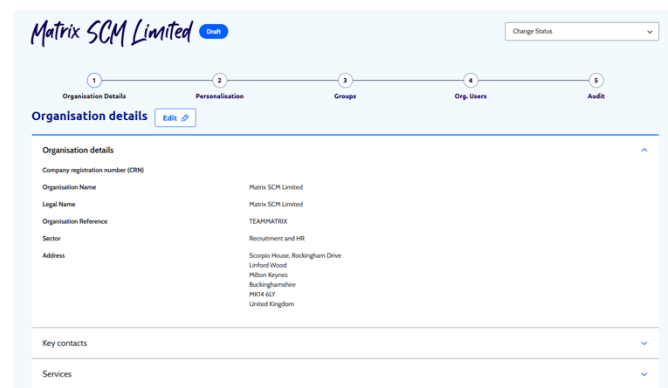 Matrix SCM Limited Draft
Change Status
1 2 3 4 5
Organisation Details Personalisation Groups Org. Users Audit
Organisation details Edit
Organisation details
Company registration number (CRN)
Organisation Name Matrix SCM Limited
Legal Name Matrix SCM Limited
Organisation Reference TEAMMATRIX
Sector Recruitment and HR
Address Scorpio House, Rockingham Drive
Linford Wood
Milton Keynes
Buckinghamshire
MK14 6LY
United Kingdom
Key contacts
Services